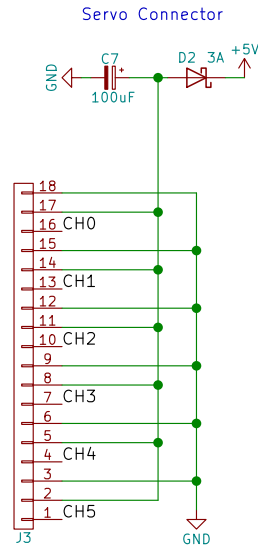 Servo Connector
+5V
C7
D2 3A
GND
100uF
18
17
16 CH0
15
14
13 CH1
12
11
10 CH2
9
8
7 CH3
6
5
4 CH4
3
2
1 CH5
J3
GND